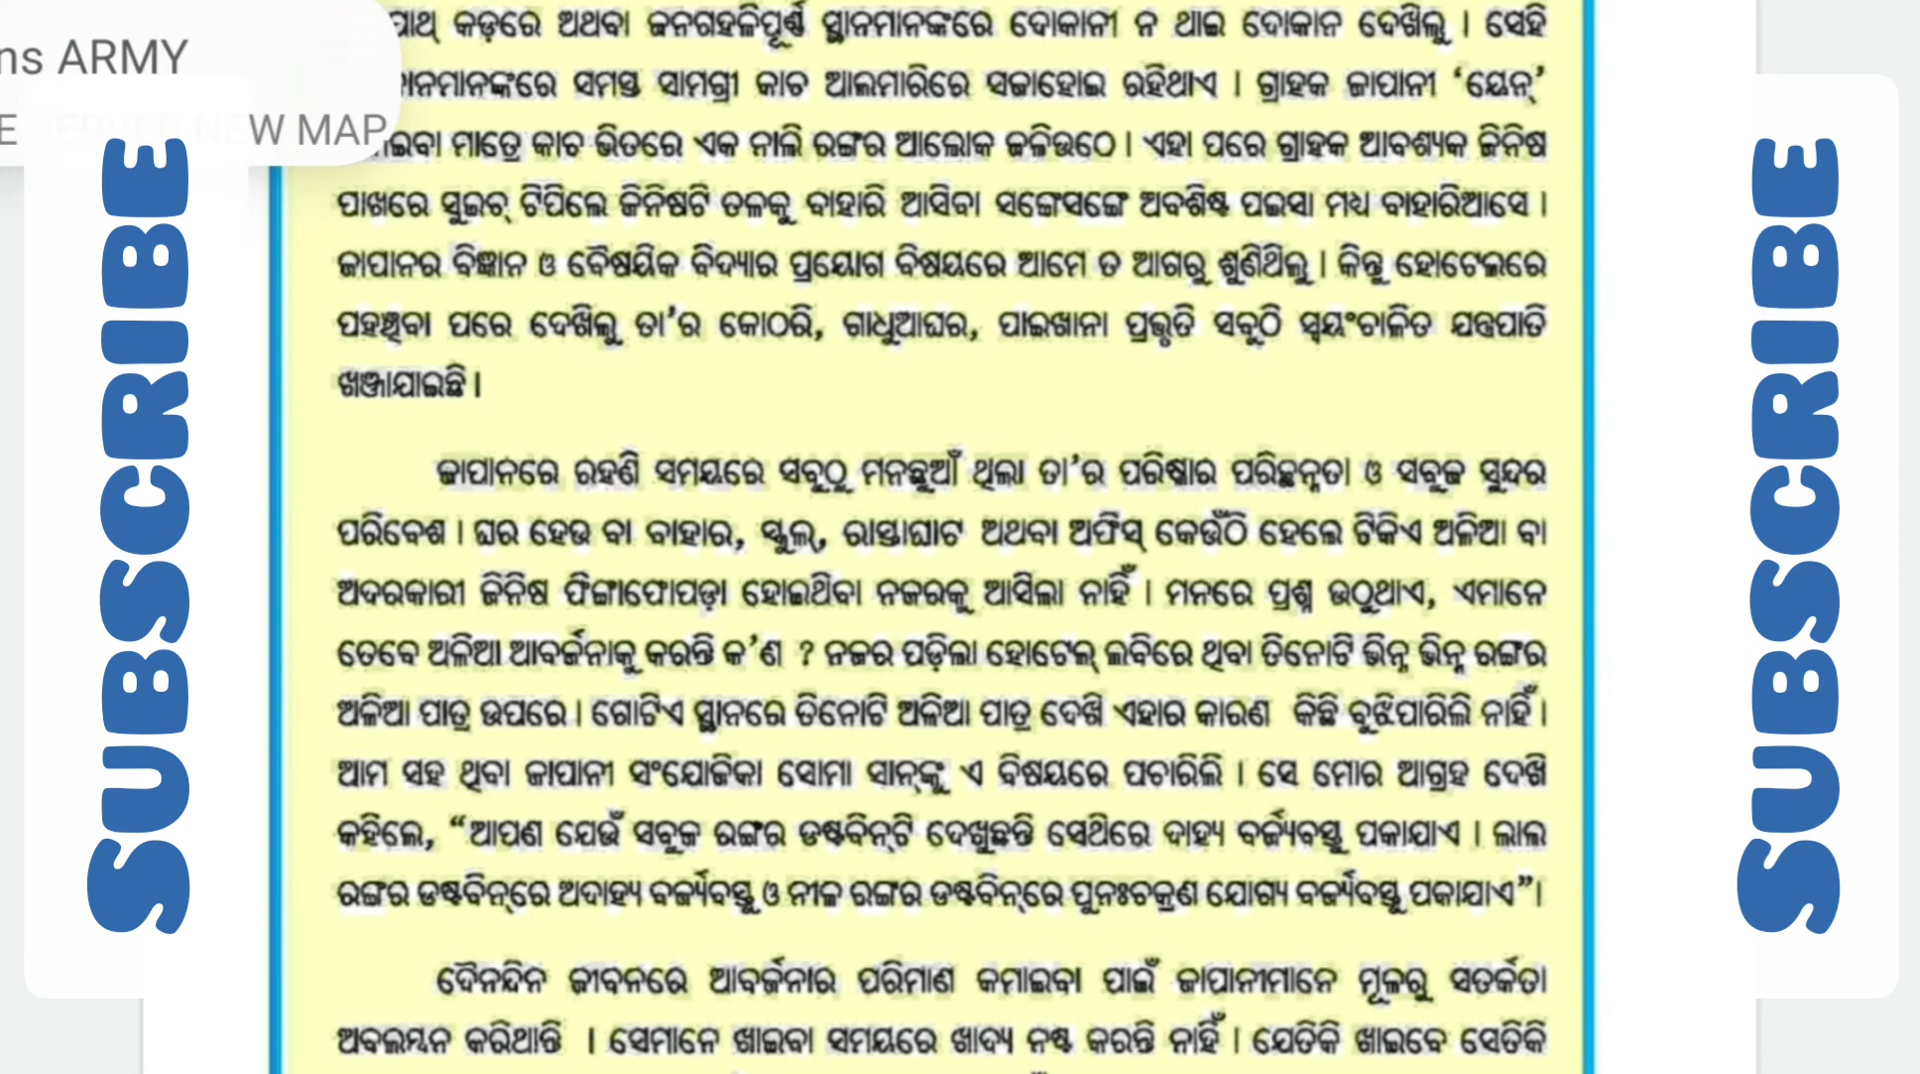 ns ARMY
E SERVER NEW MAP
SUBSCRIBE
ପାଥ୍ କଡ଼ରେ ଅଥବା ଜନଗହଳିପୂର୍ଣ୍ଣ ସ୍ଥାନମାନଙ୍କରେ ଦୋକାନୀ ନ ଥାଇ ଦୋକାନ ଦେଖିଲୁ । ସେହି
ନମାନଙ୍କରେ ସମସ୍ତ ସାମଗ୍ରୀ କାଚ ଆଲମାରିରେ ସଜାହୋଇ ରହିଥାଏ । ଗ୍ରାହକ ଜାପାନୀ ‘ୟେନ୍’
ଇବା ମାତ୍ରେ କାଚ ଭିତରେ ଏକ ନାଲି ରଙ୍ଗର ଆଲୋକ ଜଳିଉଠେ । ଏହା ପରେ ଗ୍ରାହକ ଆବଶ୍ୟକ ଜିନିଷ
ପାଖରେ ସୁଇଚ୍ ଟିପିଲେ ଜିନିଷଟି ତଳକୁ ବାହାରି ଆସିବା ସଙ୍ଗେସଙ୍ଗେ ଅବଶିଷ୍ଟ ପଇସା ମଧ୍ୟ ବାହାରିଆସେ ।
ଜାପାନର ବିଜ୍ଞାନ ଓ ବୈଷୟିକ ବିଦ୍ୟାର ପ୍ରୟୋଗ ବିଷୟରେ ଆମେ ତ ଆଗରୁ ଶୁଣିଥିଲୁ । କିନ୍ତୁ ହୋଟେଲରେ
ପହଞ୍ଚିବା ପରେ ଦେଖିଲୁ ତା’ର କୋଠରି, ଗାଧୁଆଘର, ପାଇଖାନା ପ୍ରଭୃତି ସବୁଠି ସ୍ୱୟଂଚାଳିତ ଯନ୍ତ୍ରପାତି
ଖଞ୍ଜାଯାଇଛି ।
ଜାପାନରେ ରହଣି ସମୟରେ ସବୁଠୁ ମନଛୁଆଁ ଥିଲା ତା’ର ପରିଷ୍କାର ପରିଚ୍ଛନ୍ନତା ଓ ସବୁଜ ସୁନ୍ଦର
ପରିବେଶ । ଘର ହେଉ ବା ବାହାର, ସ୍କୁଲ୍, ରାସ୍ତାଘାଟ ଅଥବା ଅଫିସ୍ କେଉଁଠି ହେଲେ ଟିକିଏ ଅଳିଆ ବା
ଅଦରକାରୀ ଜିନିଷ ଫିଙ୍ଗାଫୋପଡ଼ା ହୋଇଥିବା ନଜରକୁ ଆସିଲା ନାହିଁ । ମନରେ ପ୍ରଶ୍ନ ଉଠୁଥାଏ, ଏମାନେ
ତେବେ ଅଳିଆ ଆବର୍ଜନାକୁ କରନ୍ତି କ’ଣ ? ନଜର ପଡ଼ିଲା ହୋଟେଲ୍ ଲବିରେ ଥିବା ତିନୋଟି ଭିନ୍ନ ଭିନ୍ନ ରଙ୍ଗର
ଅଳିଆ ପାତ୍ର ଉପରେ । ଗୋଟିଏ ସ୍ଥାନରେ ତିନୋଟି ଅଳିଆ ପାତ୍ର ଦେଖି ଏହାର କାରଣ କିଛି ବୁଝିପାରିଲି ନାହିଁ ।
ଆମ ସହ ଥିବା ଜାପାନୀ ସଂଯୋଜିକା ସୋମା ସାନ୍‌ଙ୍କୁ ଏ ବିଷୟରେ ପଚାରିଲି । ସେ ମୋର ଆଗ୍ରହ ଦେଖି
କହିଲେ, “ଆପଣ ଯେଉଁ ସବୁଜ ରଙ୍ଗର ଡଷ୍ଟବିନ୍‌ଟି ଦେଖୁଛନ୍ତି ସେଥିରେ ଦାହ୍ୟ ବର୍ଜ୍ୟବସ୍ତୁ ପକାଯାଏ । ଲାଲ
ରଙ୍ଗର ଡଷ୍ଟବିନ୍‌ରେ ଅଦାହ୍ୟ ବର୍ଜ୍ୟବସ୍ତୁ ଓ ନୀଳ ରଙ୍ଗର ଡଷ୍ଟବିନ୍‌ରେ ପୁନଃଚକ୍ରଣ ଯୋଗ୍ୟ ବର୍ଜ୍ୟବସ୍ତୁ ପକାଯାଏ” ।
ଦୈନନ୍ଦିନ ଜୀବନରେ ଆବର୍ଜନାର ପରିମାଣ କମାଇବା ପାଇଁ ଜାପାନୀମାନେ ମୂଳରୁ ସତର୍କତା
ଅବଲମ୍ବନ କରିଥାନ୍ତି । ସେମାନେ ଖାଇବା ସମୟରେ ଖାଦ୍ୟ ନଷ୍ଟ କରନ୍ତି ନାହିଁ । ଯେତିକି ଖାଇବେ ସେତିକି
SUBSCRIBE